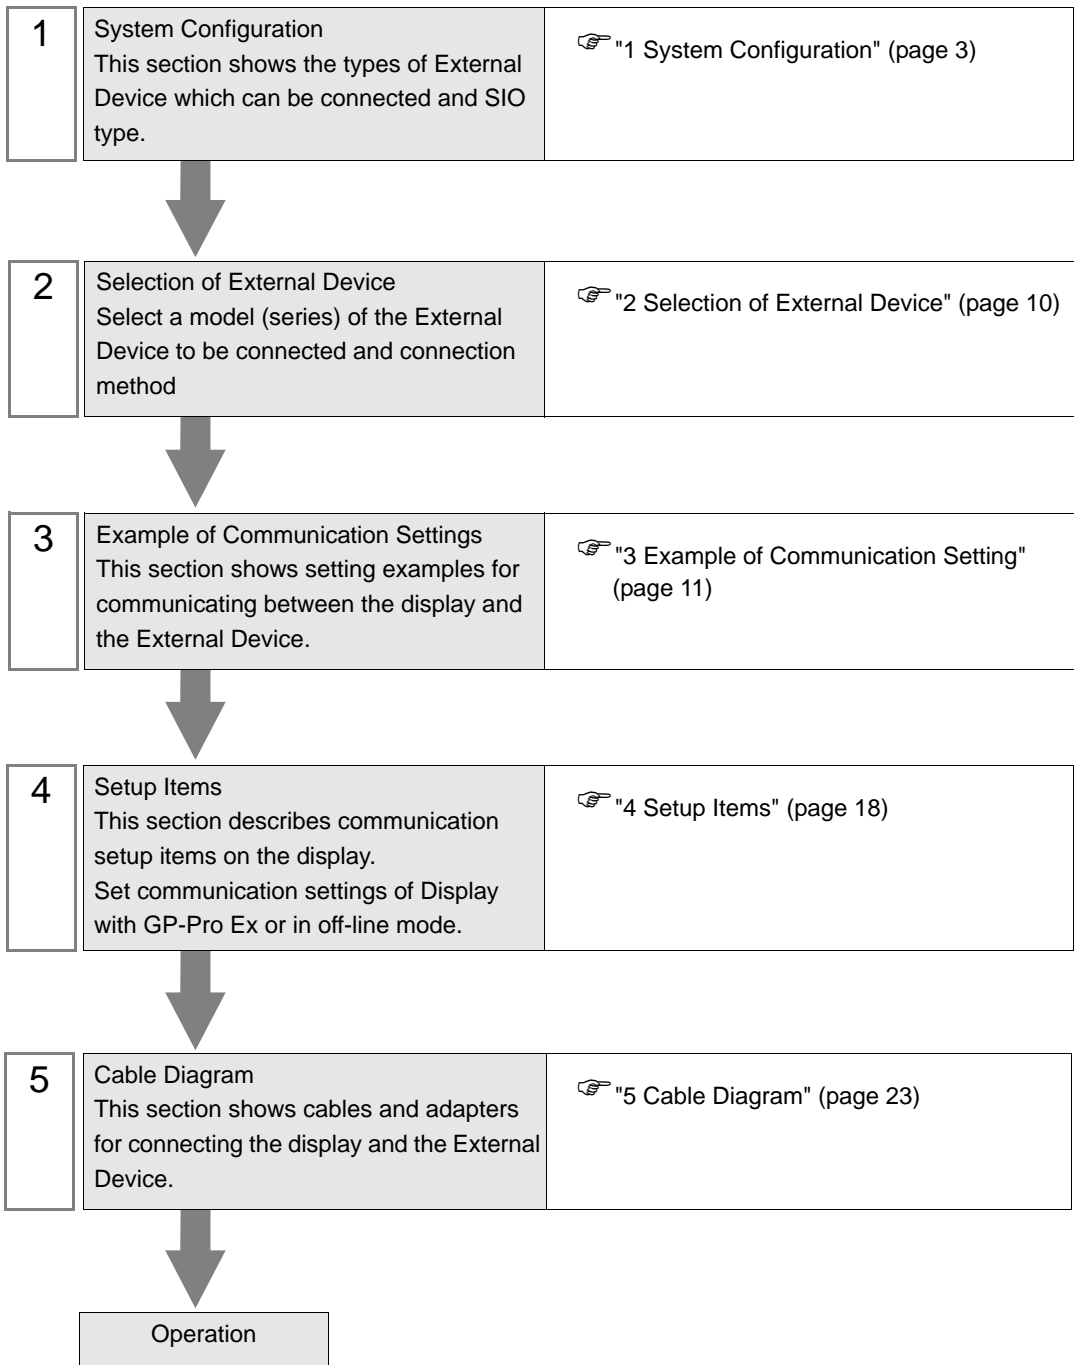 1
System Configuration
This section shows the types of External
Device which can be connected and SIO
type.
"1 System Configuration" (page 3)
2
Selection of External Device
Select a model (series) of the External
Device to be connected and connection
method
"2 Selection of External Device" (page 10)
3
Example of Communication Settings
This section shows setting examples for
communicating between the display and
the External Device.
"3 Example of Communication Setting"
(page 11)
4
Setup Items
This section describes communication
setup items on the display.
Set communication settings of Display
with GP-Pro Ex or in off-line mode.
"4 Setup Items" (page 18)
5
Cable Diagram
This section shows cables and adapters
for connecting the display and the External
Device.
"5 Cable Diagram" (page 23)
Operation